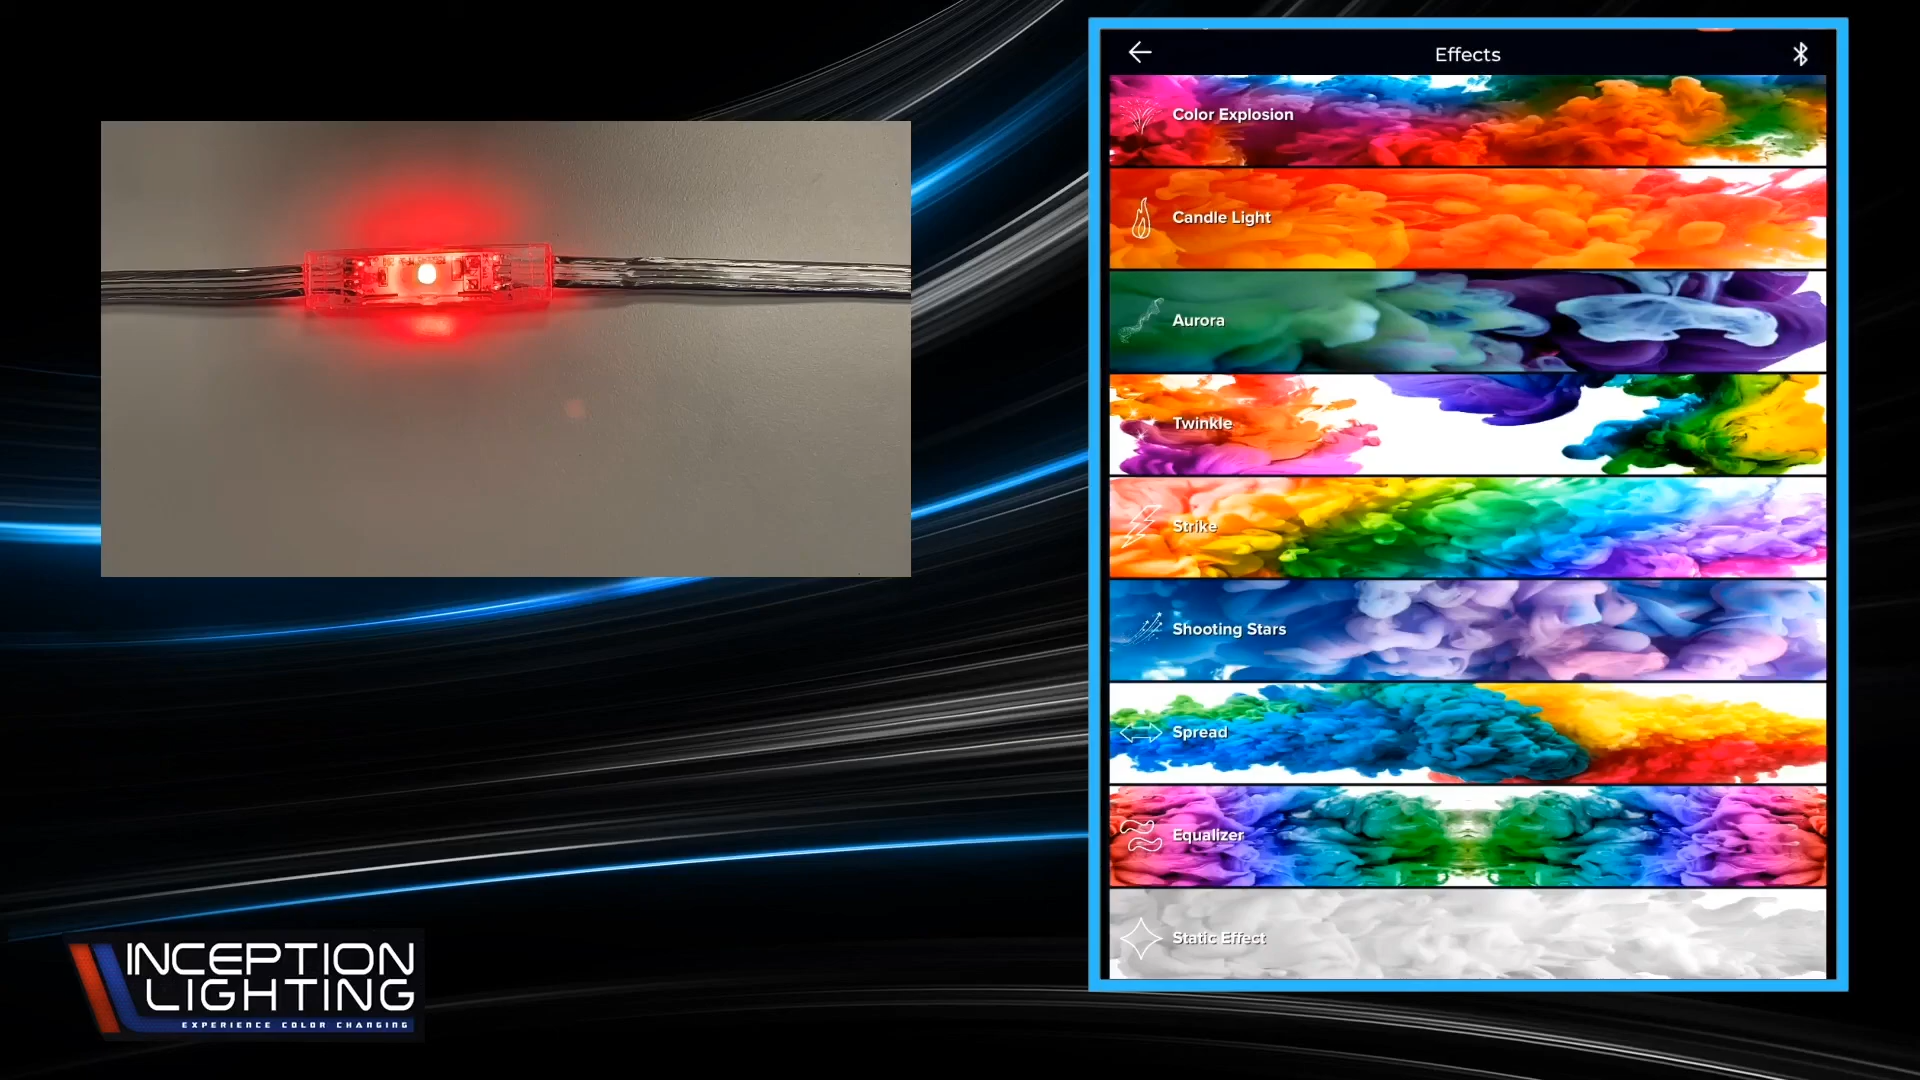 Effects
Color Explosion
Candle Light
Aurora
Twinkle
Strike
Shooting Stars
Spread
Equalizer
Static Effect
INCEPTION
LIGHTING
EXPERIENCE COLOR CHANGING